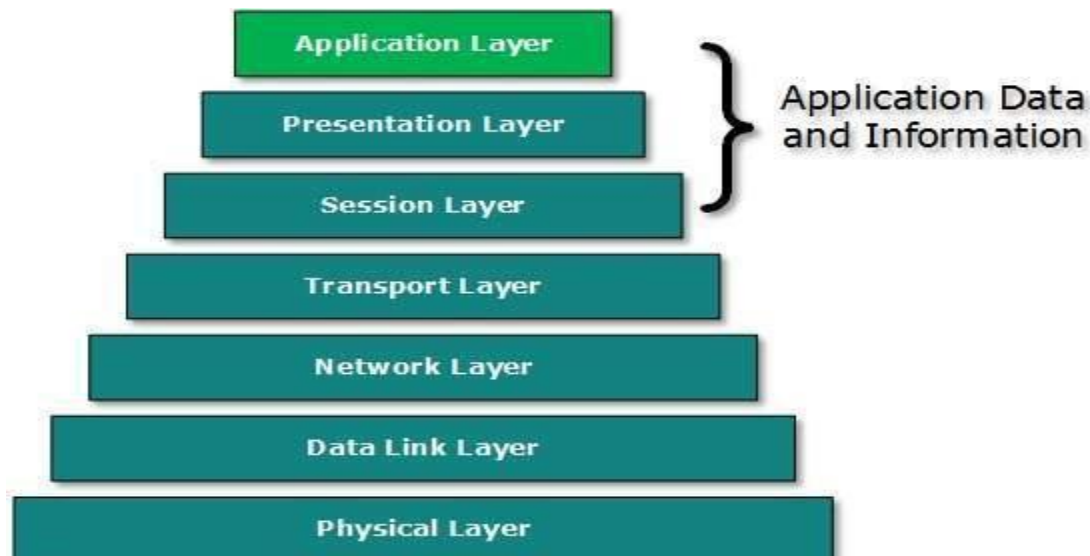 Application Layer
Presentation Layer
Session Layer
Transport Layer
Network Layer
Data Link Layer
Physical Layer
Application Data
and Information